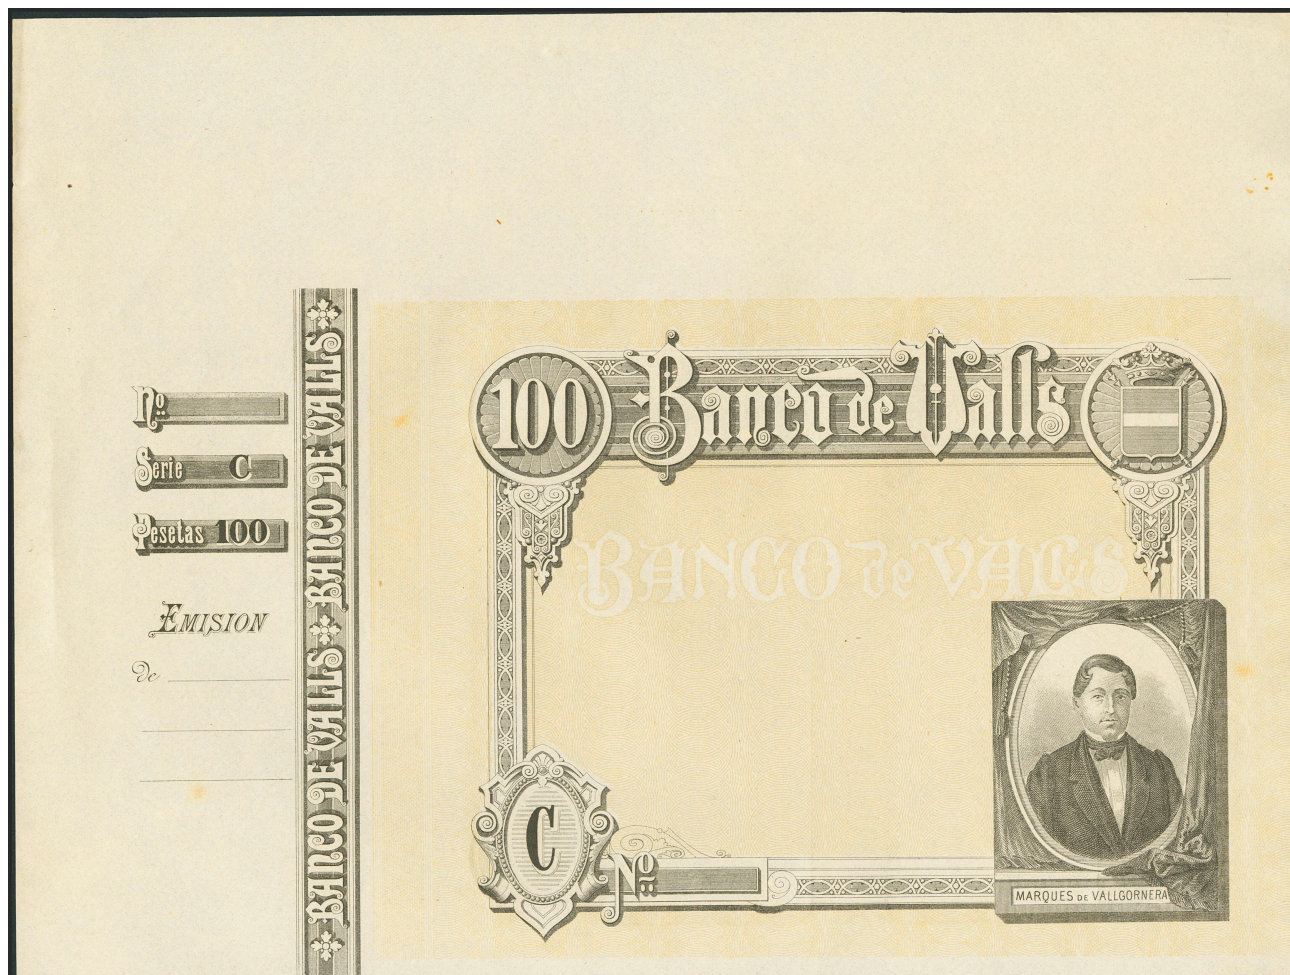 Nº
Serie C
Pesetas 100
EMISION
de
BANCO DE VALLS BANCO DE VALLS
100 Banco de Valls
BANCO de VALLS
C
Nº
MARQUES DE VALLGORNERA